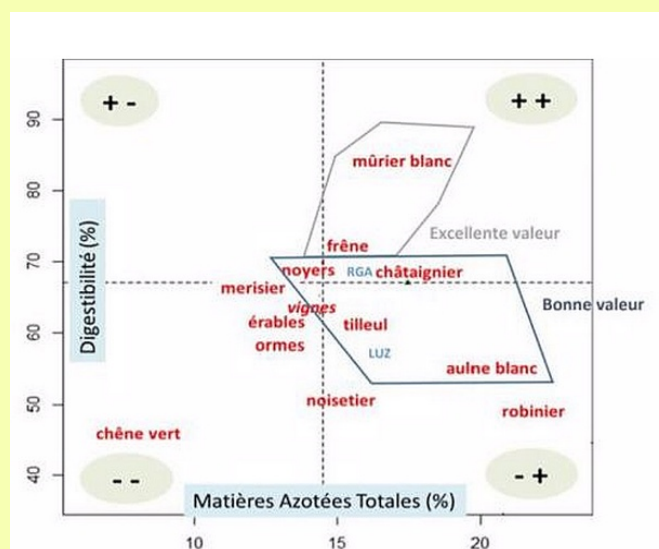 + -
+ +
90
80
70
60
50
40
Digestibilité (%)
mûrier blanc
Excellente valeur
frêne
noyers
RGA
châtaignier
merisier
vignes
Bonne valeur
érables
tilleul
ormes
LUZ
aulne blanc
noisetier
robinier
chêne vert
- -
- +
Matières Azotées Totales (%)
10
15
20